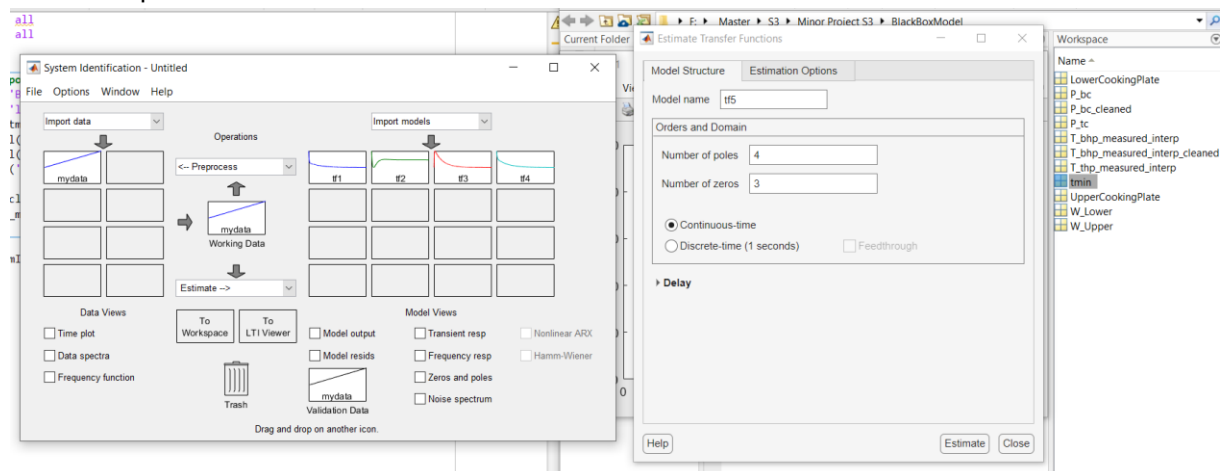 all
all
System Identification - Untitled
File Options Window Help
Import data
Operations
Import models
mydata
<-- Preprocess
tf1
tf2
tf3
tf4
mydata
Working Data
Estimate -->
Data Views
To
Workspace
To
LTI Viewer
Model Views
Time plot
Data spectra
Frequency function
Model output
Transient resp
Nonlinear ARX
Model resids
Frequency resp
Hamm-Wiener
Zeros and poles
Noise spectrum
mydata
Validation Data
Trash
Drag and drop on another icon.
F: Master S3 Minor Project S3 BlackBoxModel
Current Folder
Estimate Transfer Functions
Model Structure
Estimation Options
Model name tf5
Orders and Domain
Number of poles 4
Number of zeros 3
Continuous-time
Discrete-time (1 seconds)
Feedthrough
Delay
Help
Estimate
Close
0
Workspace
Name
LowerCookingPlate
P_bc
P_bc_cleaned
P_tc
T_bhp_measured_interp
T_bhp_measured_interp_cleaned
T_thp_measured_interp
tmin
UpperCookingPlate
W_Lower
W_Upper